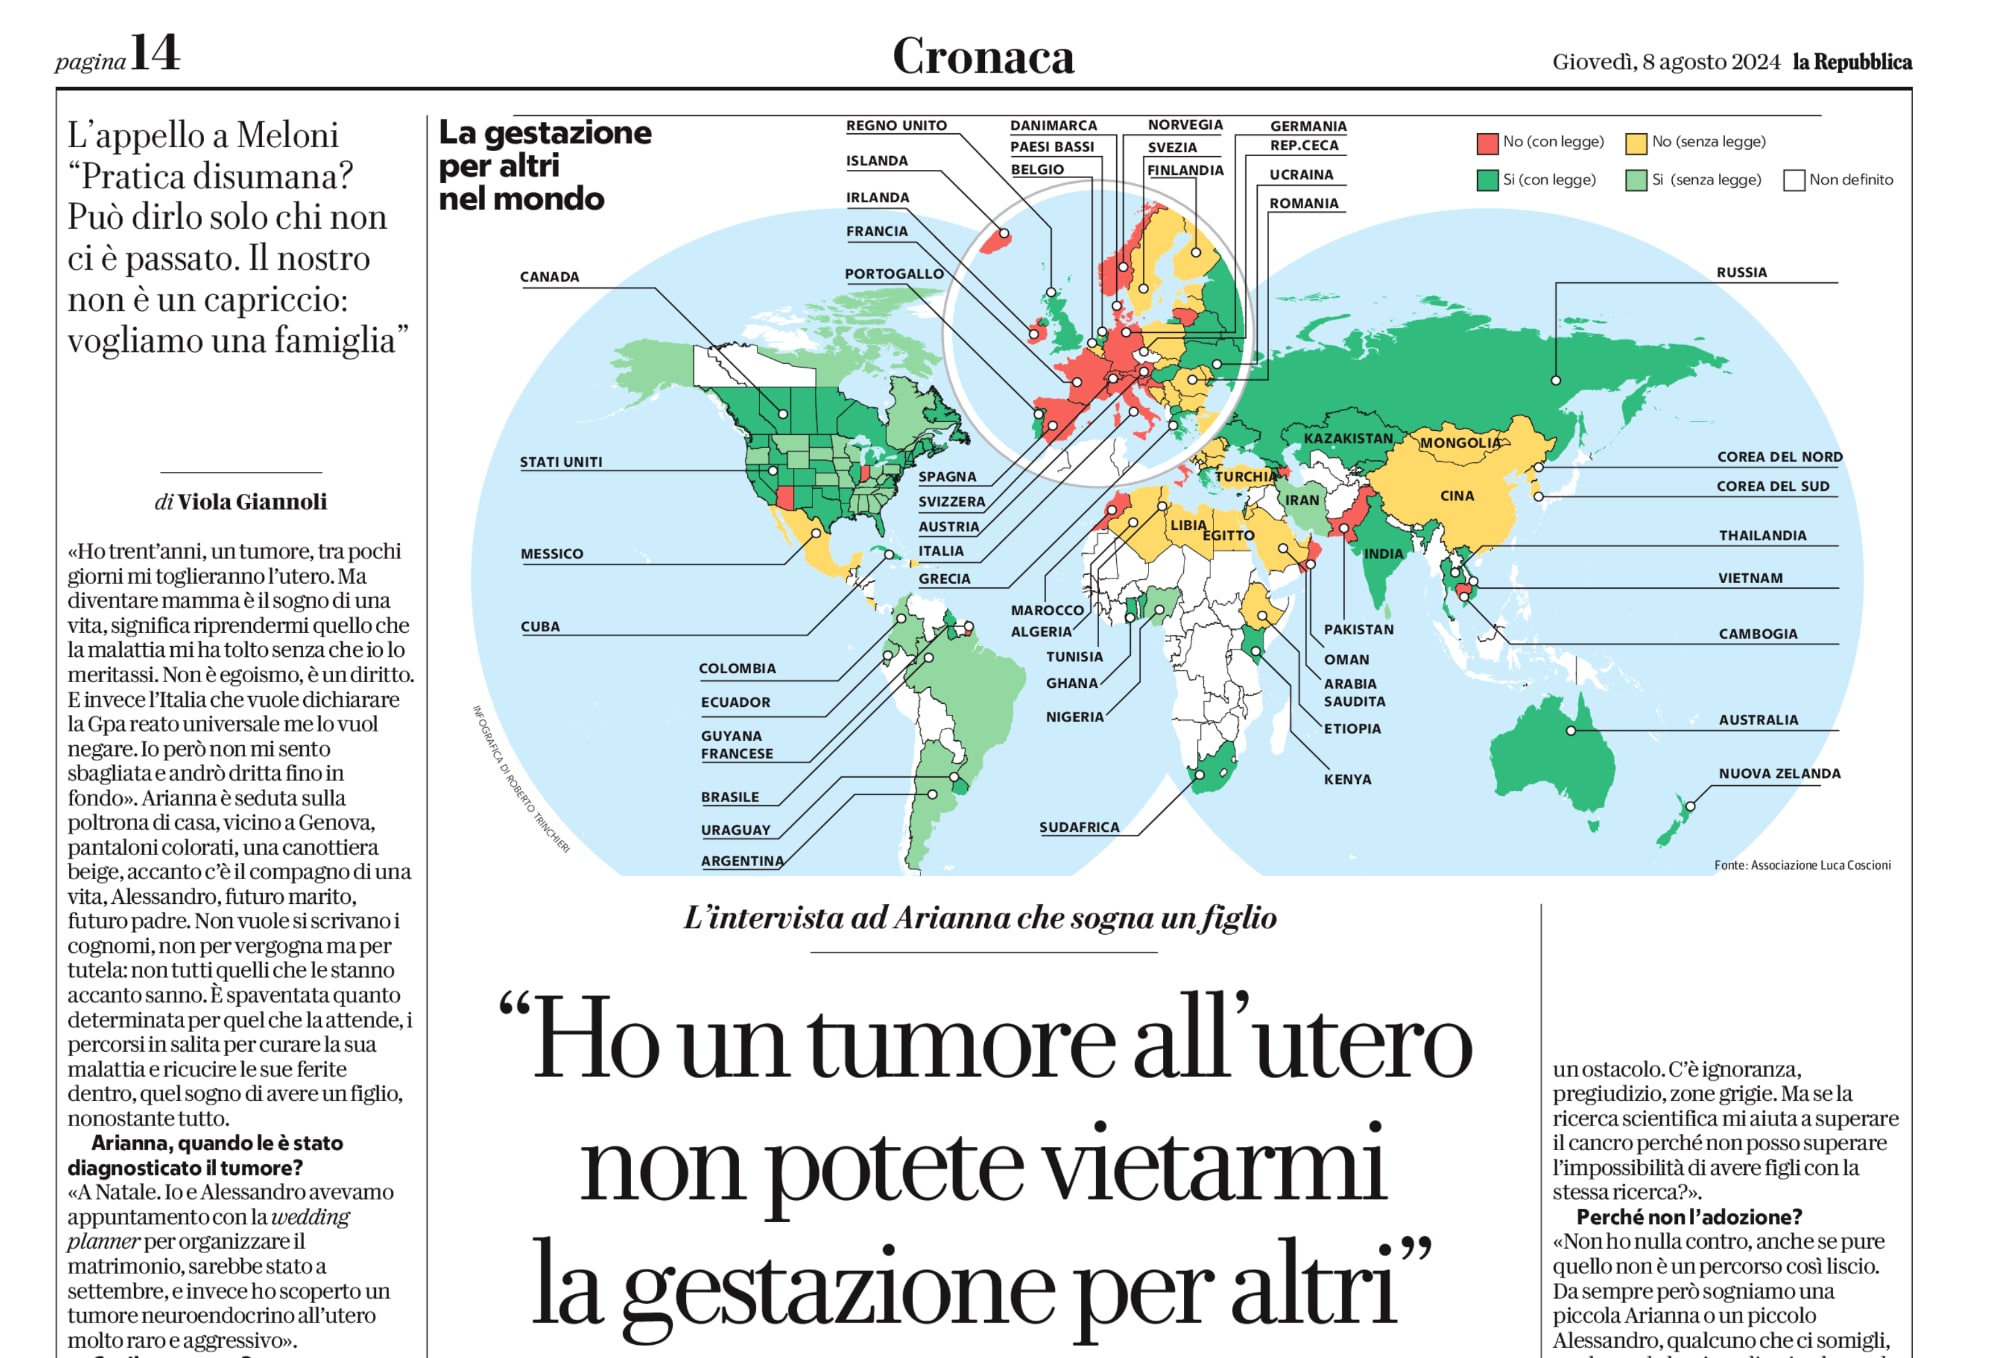 pagina 14
Cronaca
Giovedì, 8 agosto 2024 la Repubblica
L’appello a Meloni
“Pratica disumana?
Può dirlo solo chi non
ci è passato. Il nostro
non è un capriccio:
vogliamo una famiglia”
di Viola Giannoli
«Ho trent’anni, un tumore, tra pochi
giorni mi toglieranno l’utero. Ma
diventare mamma è il sogno di una
vita, significa riprendermi quello che
la malattia mi ha tolto senza che io lo
meritassi. Non è egoismo, è un diritto.
E invece l’Italia che vuole dichiarare
la Gpa reato universale me lo vuol
negare. Io però non mi sento
sbagliata e andrò dritta fino in
fondo». Arianna è seduta sulla
poltrona di casa, vicino a Genova,
pantaloni colorati, una canottiera
beige, accanto c’è il compagno di una
vita, Alessandro, futuro marito,
futuro padre. Non vuole si scrivano i
cognomi, non per vergogna ma per
tutela: non tutti quelli che le stanno
accanto sanno. È spaventata quanto
determinata per quel che la attende, i
percorsi in salita per curare la sua
malattia e ricucire le sue ferite
dentro, quel sogno di avere un figlio,
nonostante tutto.
Arianna, quando le è stato
diagnosticato il tumore?
«A Natale. Io e Alessandro avevamo
appuntamento con la wedding
planner per organizzare il
matrimonio, sarebbe stato a
settembre, e invece ho scoperto un
tumore neuroendocrino all’utero
molto raro e aggressivo».
La gestazione
per altri
nel mondo
No (con legge)
No (senza legge)
Si (con legge)
Si (senza legge)
Non definito
REGNO UNITO
ISLANDA
IRLANDA
FRANCIA
PORTOGALLO
DANIMARCA
PAESI BASSI
BELGIO
NORVEGIA
SVEZIA
FINLANDIA
GERMANIA
REP.CECA
UCRAINA
ROMANIA
CANADA
STATI UNITI
MESSICO
CUBA
COLOMBIA
ECUADOR
GUYANA
FRANCESE
BRASILE
URAGUAY
ARGENTINA
SPAGNA
SVIZZERA
AUSTRIA
ITALIA
GRECIA
MAROCCO
ALGERIA
TUNISIA
GHANA
NIGERIA
SUDAFRICA
TURCHIA
LIBIA
EGITTO
IRAN
KAZAKISTAN
MONGOLIA
CINA
INDIA
PAKISTAN
OMAN
ARABIA
SAUDITA
ETIOPIA
KENYA
RUSSIA
COREA DEL NORD
COREA DEL SUD
THAILANDIA
VIETNAM
CAMBOGIA
AUSTRALIA
NUOVA ZELANDA
INFOGRAFICA DI ROBERTO TRINCHIERI
Fonte: Associazione Luca Coscioni
L’intervista ad Arianna che sogna un figlio
“Ho un tumore all’utero
non potete vietarmi
la gestazione per altri”
un ostacolo. C’è ignoranza,
pregiudizio, zone grigie. Ma se la
ricerca scientifica mi aiuta a superare
il cancro perché non posso superare
l’impossibilità di avere figli con la
stessa ricerca?».
Perché non l’adozione?
«Non ho nulla contro, anche se pure
quello non è un percorso così liscio.
Da sempre però sogniamo una
piccola Arianna o un piccolo
Alessandro, qualcuno che ci somigli,